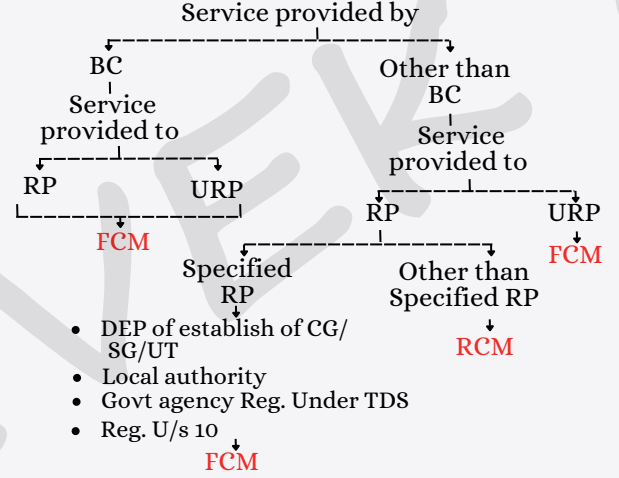 Service provided by
BC
Service
provided to
RP
URP
FCM
Other than
BC
Service
provided to
RP
URP
FCM
Specified
RP
• DEP of establish of CG/
SG/UT
• Local authority
• Govt agency Reg. Under TDS
• Reg. U/s 10
FCM
Other than
Specified RP
RCM